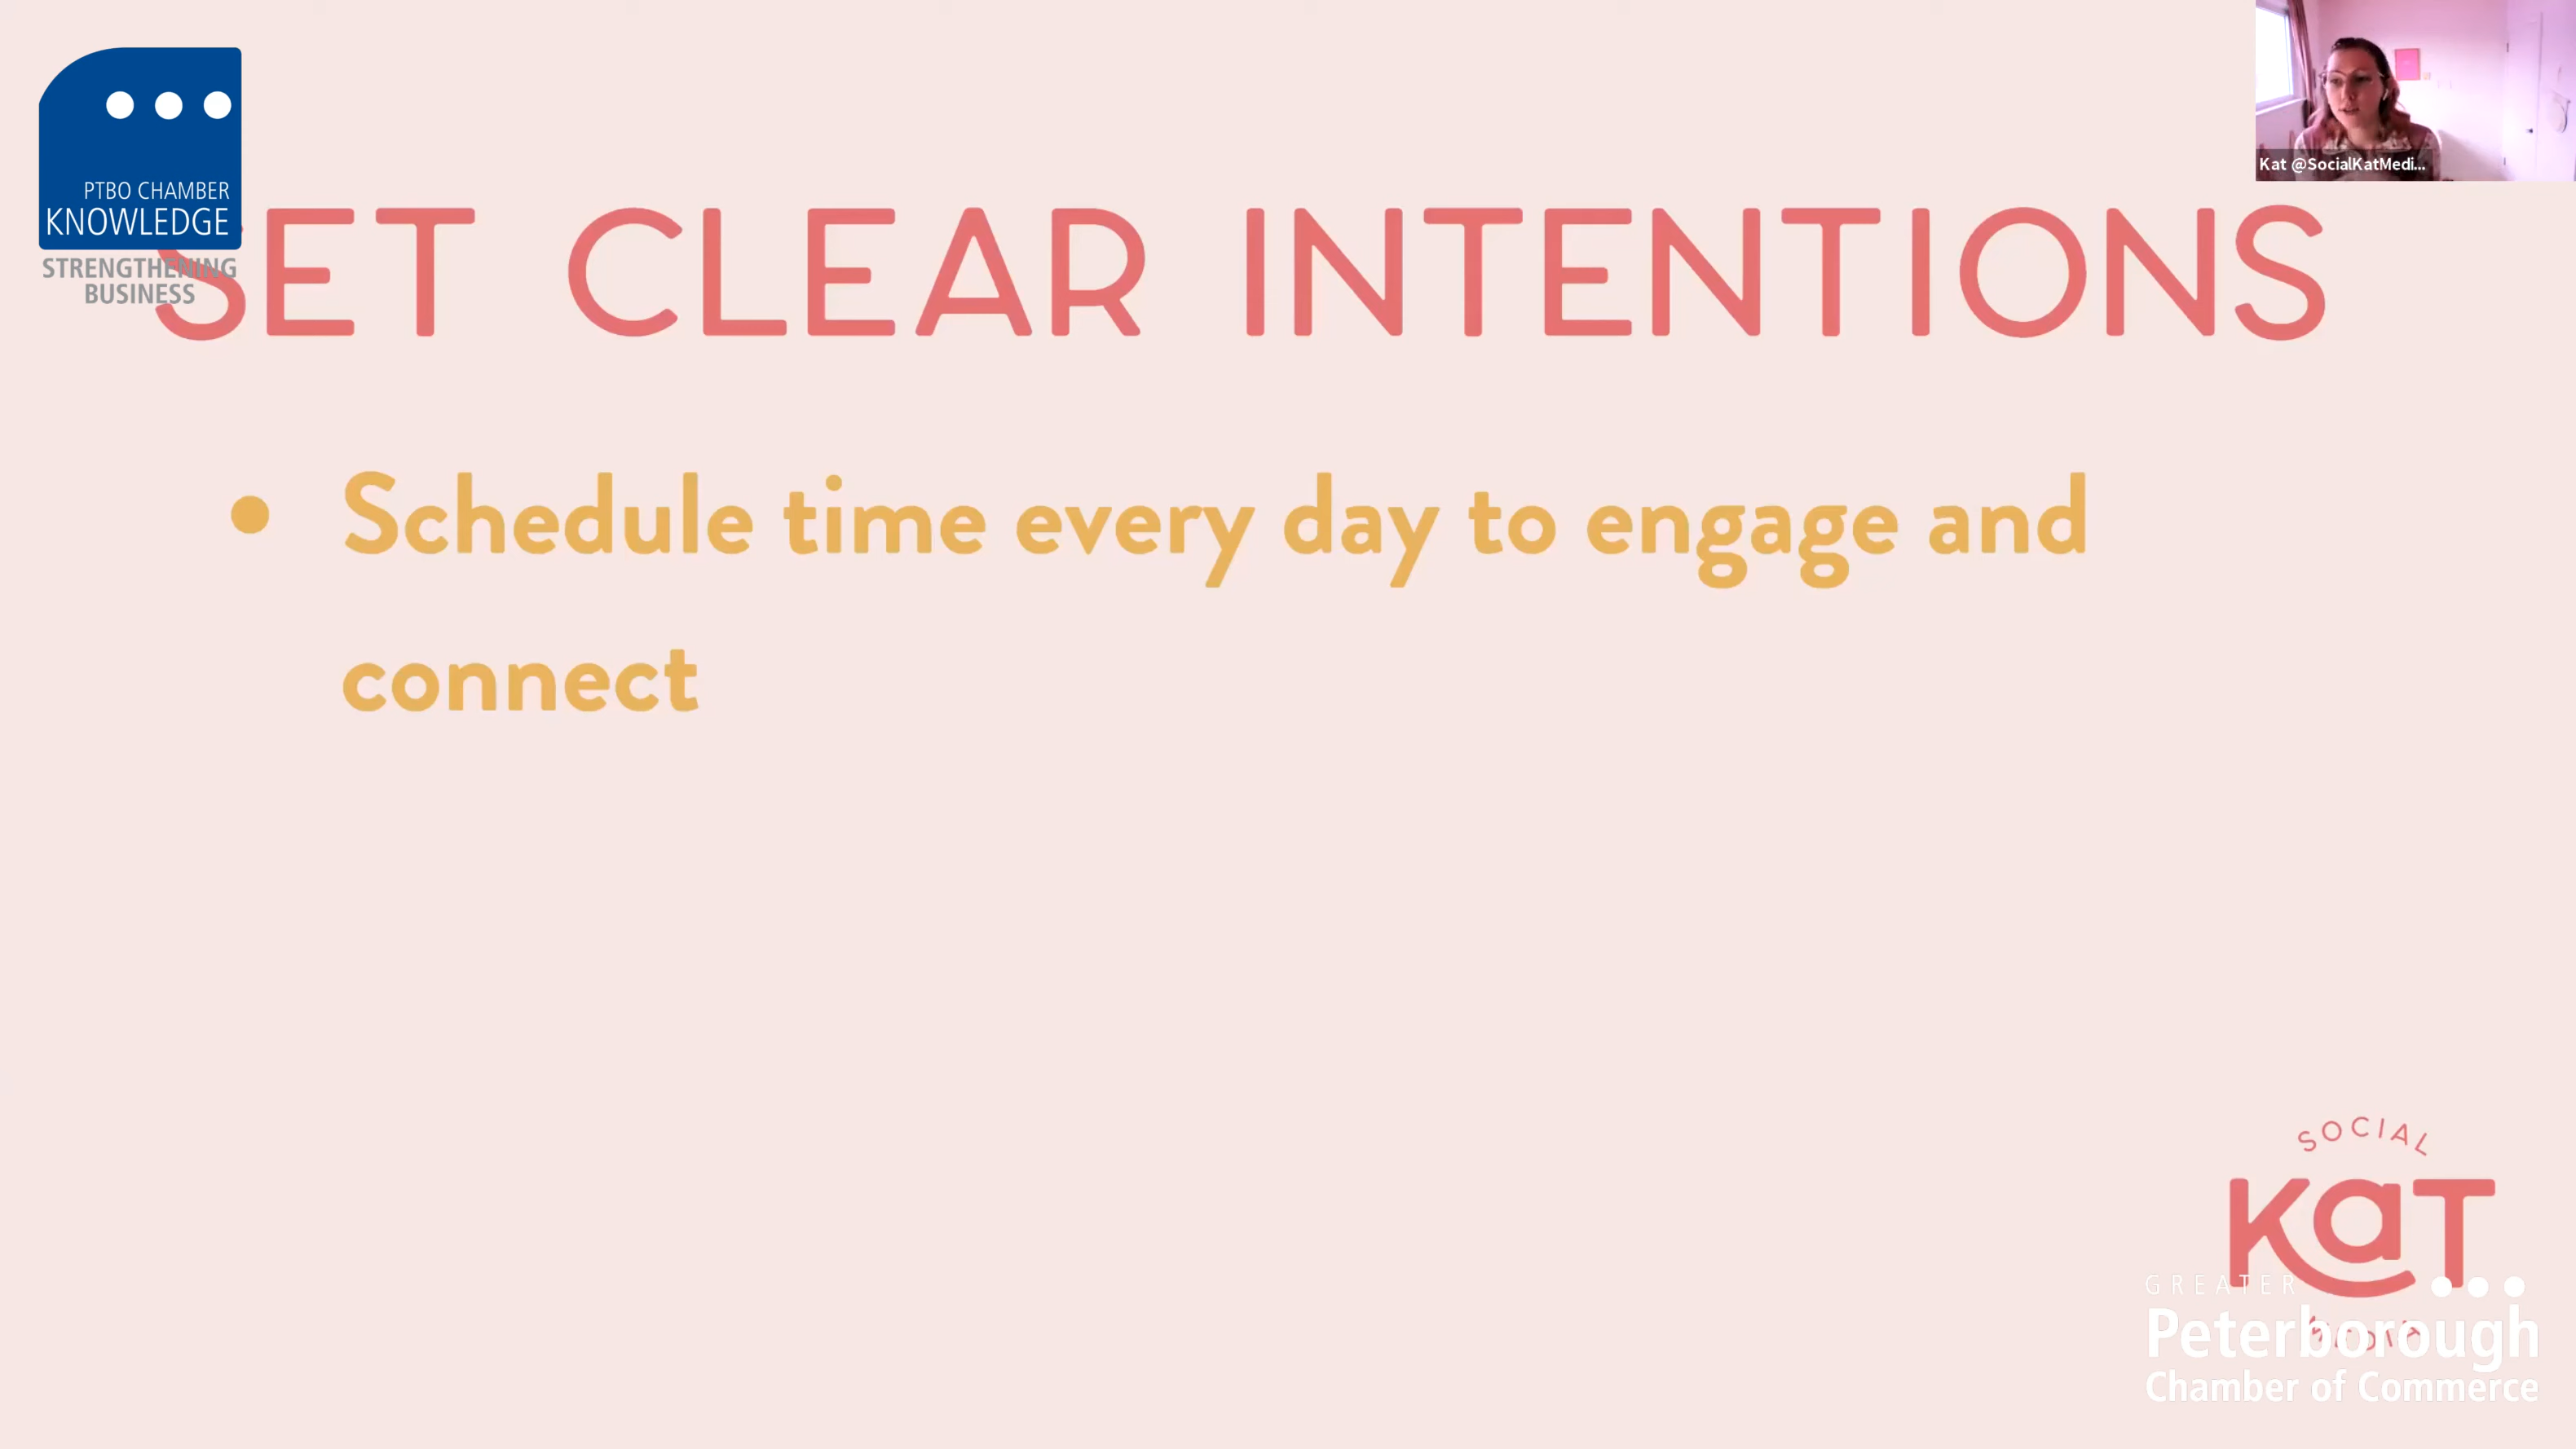 PTBO CHAMBER
KNOWLEDGE
STRENGTHENING
BUSINESS
Kat @SocialKatMedi...
SET CLEAR INTENTIONS
• Schedule time every day to engage and
connect
SOCIAL
KaT
MEDIA
GREATER
Peterborough
Chamber of Commerce